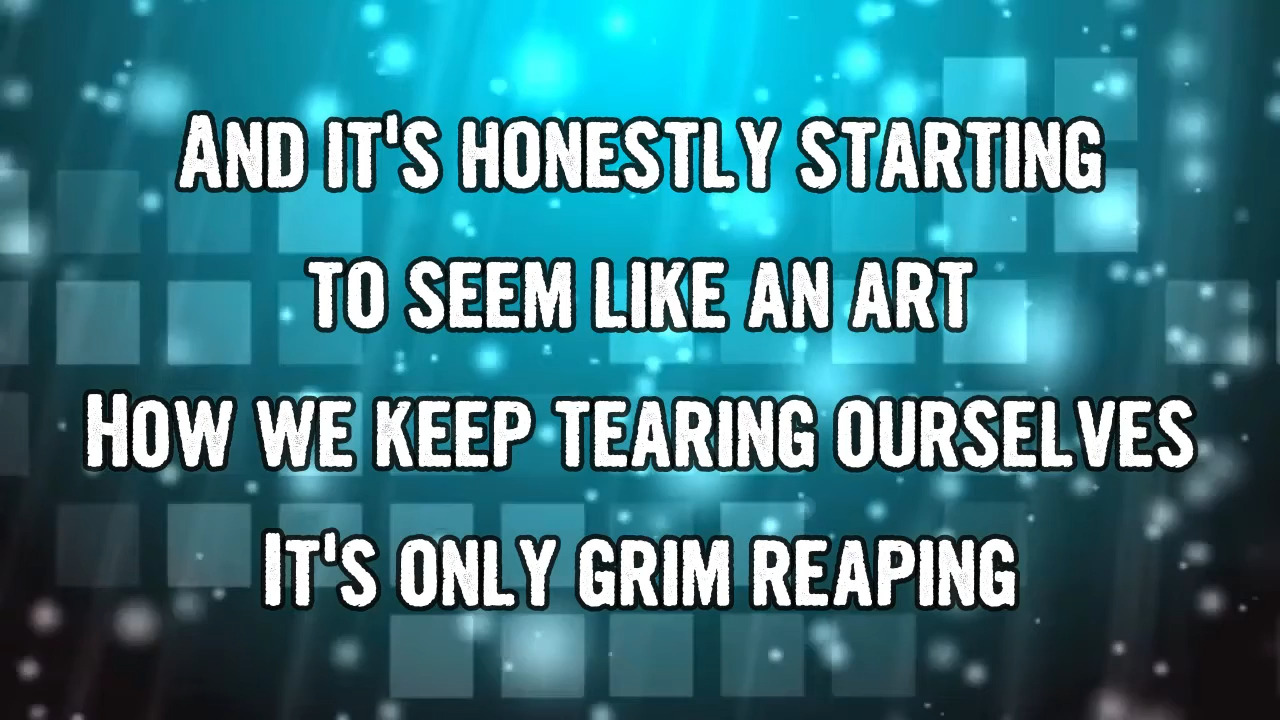 And it's honestly starting
to seem like an art
How we keep tearing ourselves
It's only grim reaping